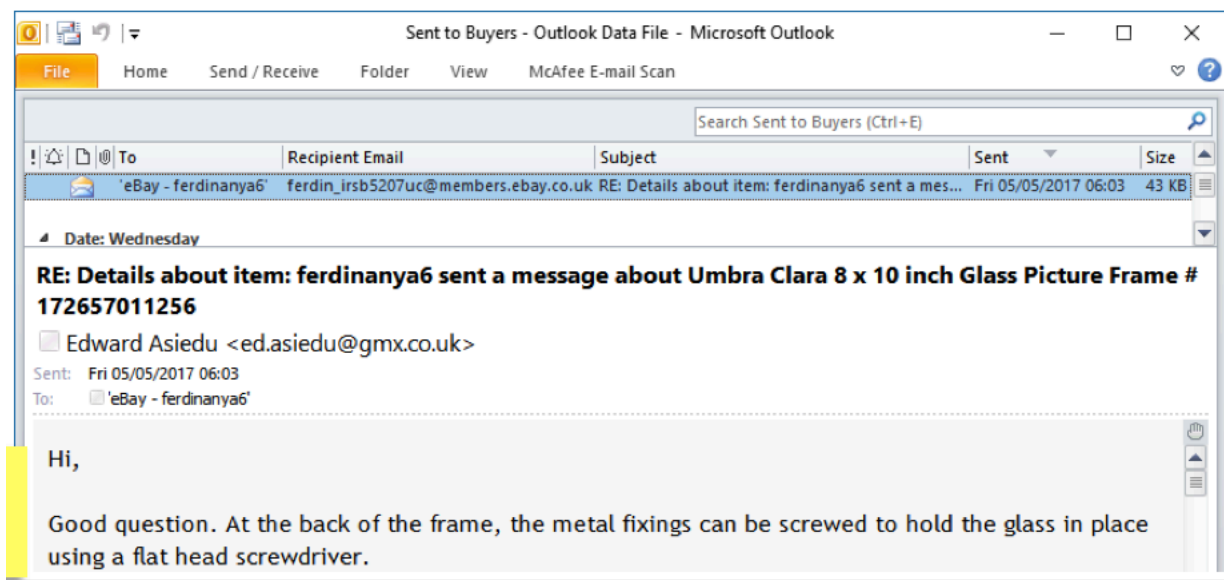 Sent to Buyers - Outlook Data File - Microsoft Outlook
File Home Send / Receive Folder View McAfee E-mail Scan
Search Sent to Buyers (Ctrl+E)
! To Recipient Email Subject Sent Size
'eBay - ferdinanya6' ferdin_irsb5207uc@members.ebay.co.uk RE: Details about item: ferdinanya6 sent a mes... Fri 05/05/2017 06:03 43 KB
Date: Wednesday
RE: Details about item: ferdinanya6 sent a message about Umbra Clara 8 x 10 inch Glass Picture Frame #
172657011256
Edward Asiedu <ed.asiedu@gmx.co.uk>
Sent: Fri 05/05/2017 06:03
To: 'eBay - ferdinanya6'
Hi,
Good question. At the back of the frame, the metal fixings can be screwed to hold the glass in place
using a flat head screwdriver.